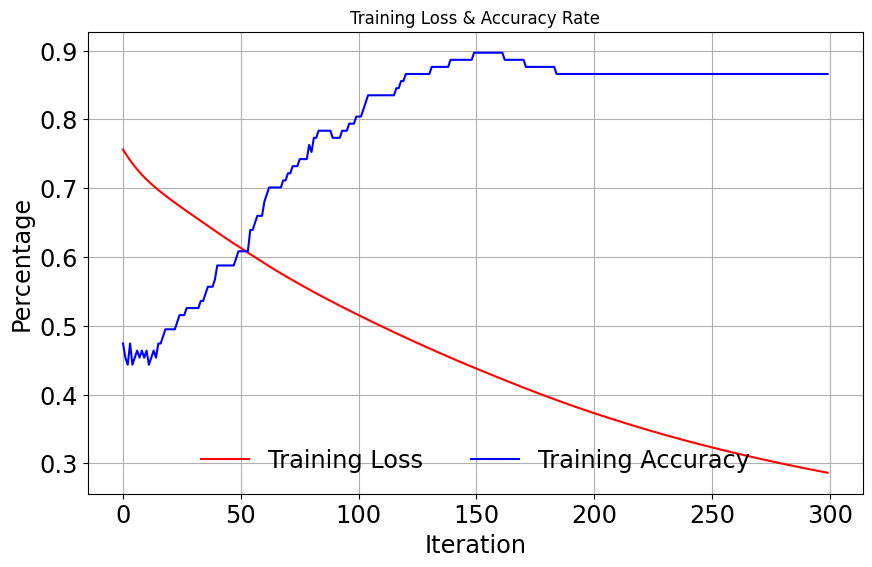 Training Loss & Accuracy Rate
0.9
0.8
0.7
0.6
0.5
0.4
0.3
Percentage
Training Loss
Training Accuracy
0 50 100 150 200 250 300
Iteration